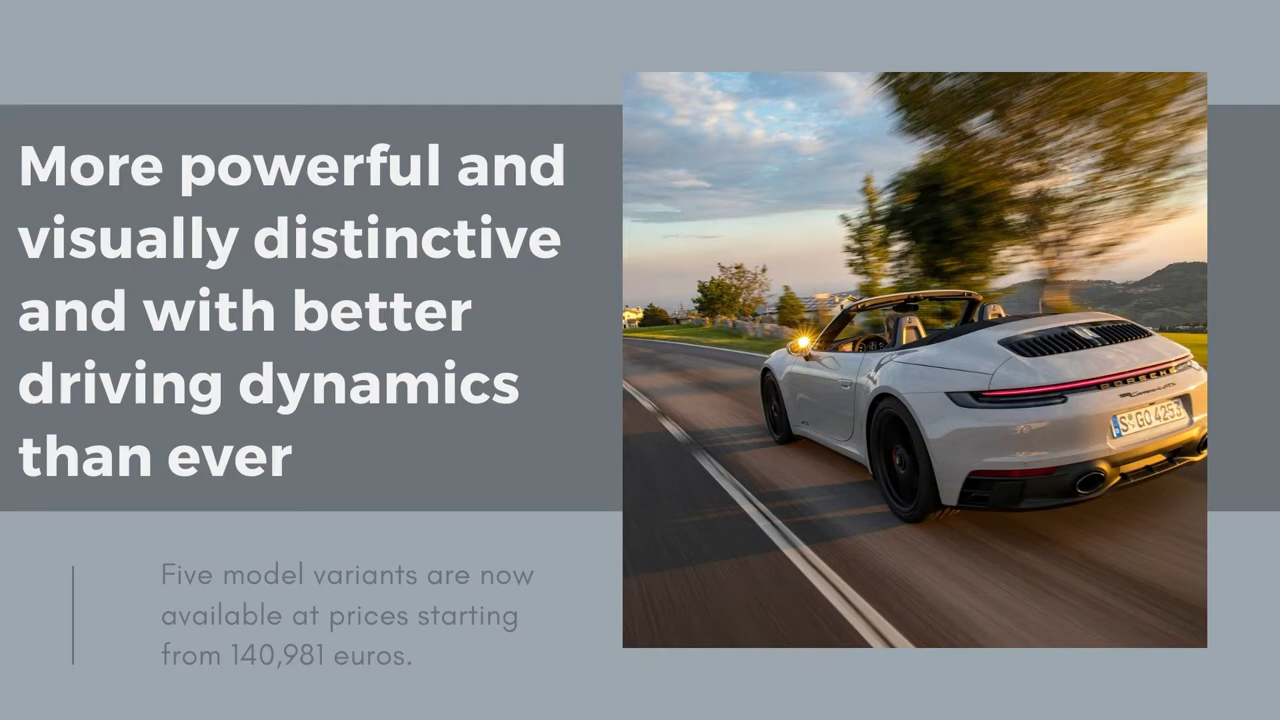 More powerful and
visually distinctive
and with better
driving dynamics
than ever
Five model variants are now
available at prices starting
from 140,981 euros.
PORSCHE
S GO 4253